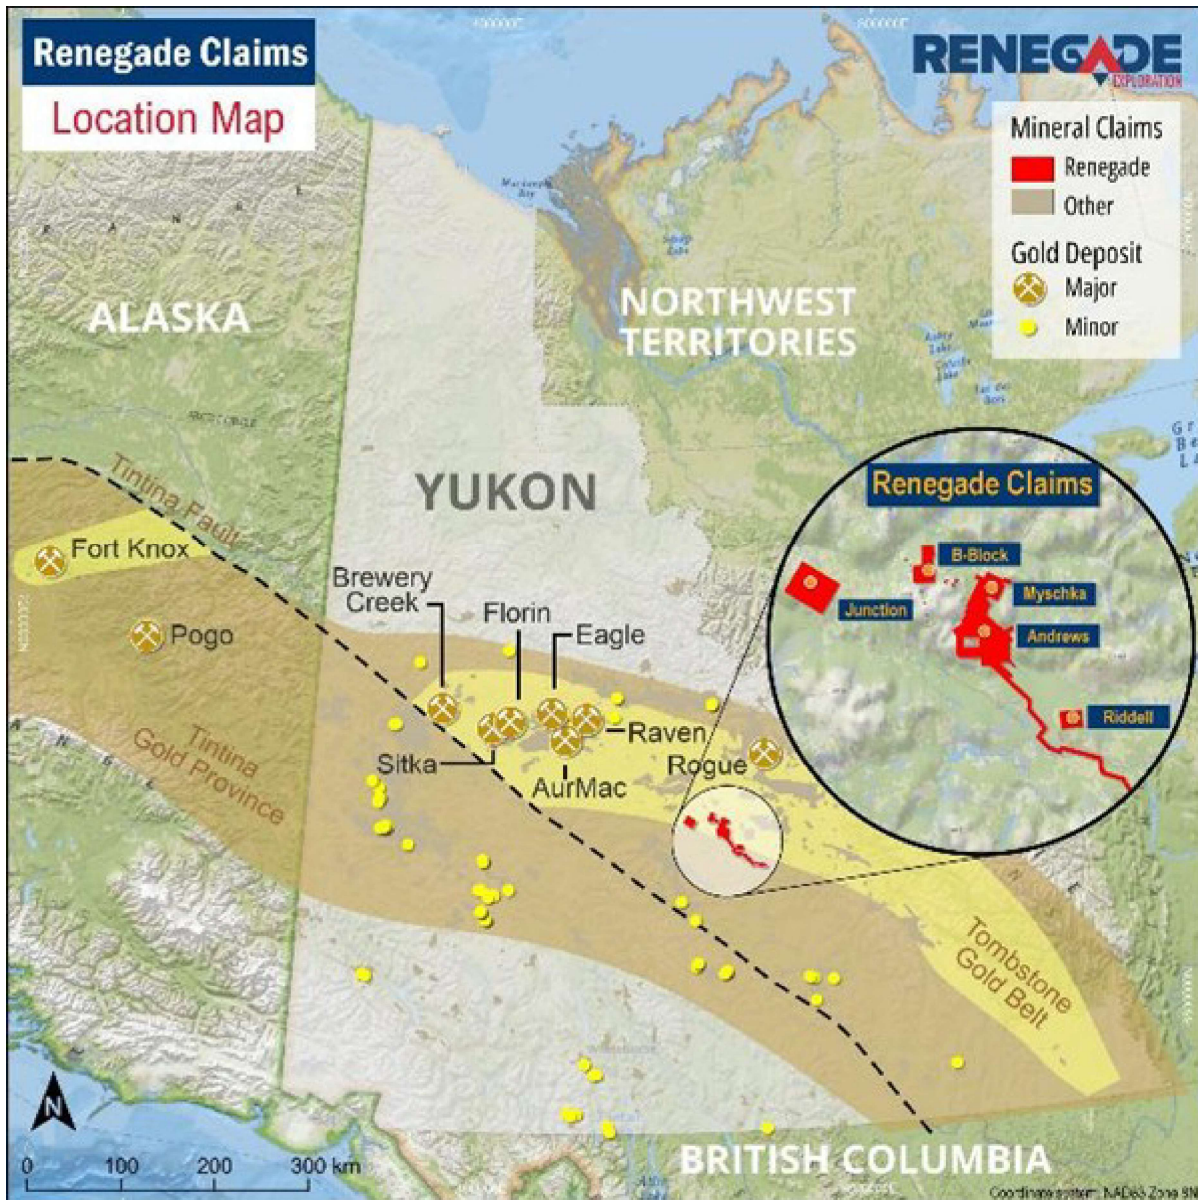 Renegade Claims
Location Map
RENEGADE
EXPLORATION
Mineral Claims
Renegade
Other
Gold Deposit
Major
Minor
ALASKA
NORTHWEST
TERRITORIES
YUKON
Renegade Claims
B-Block
Junction
Myschka
Andrews
Riddell
Tintina Fault
Fort Knox
Pogo
Brewery
Creek
Florin
Eagle
Raven
Sitka
AurMac
Rogue
Tintina
Gold Province
Tombstone
Gold Belt
N
0 100 200 300 km
BRITISH COLUMBIA